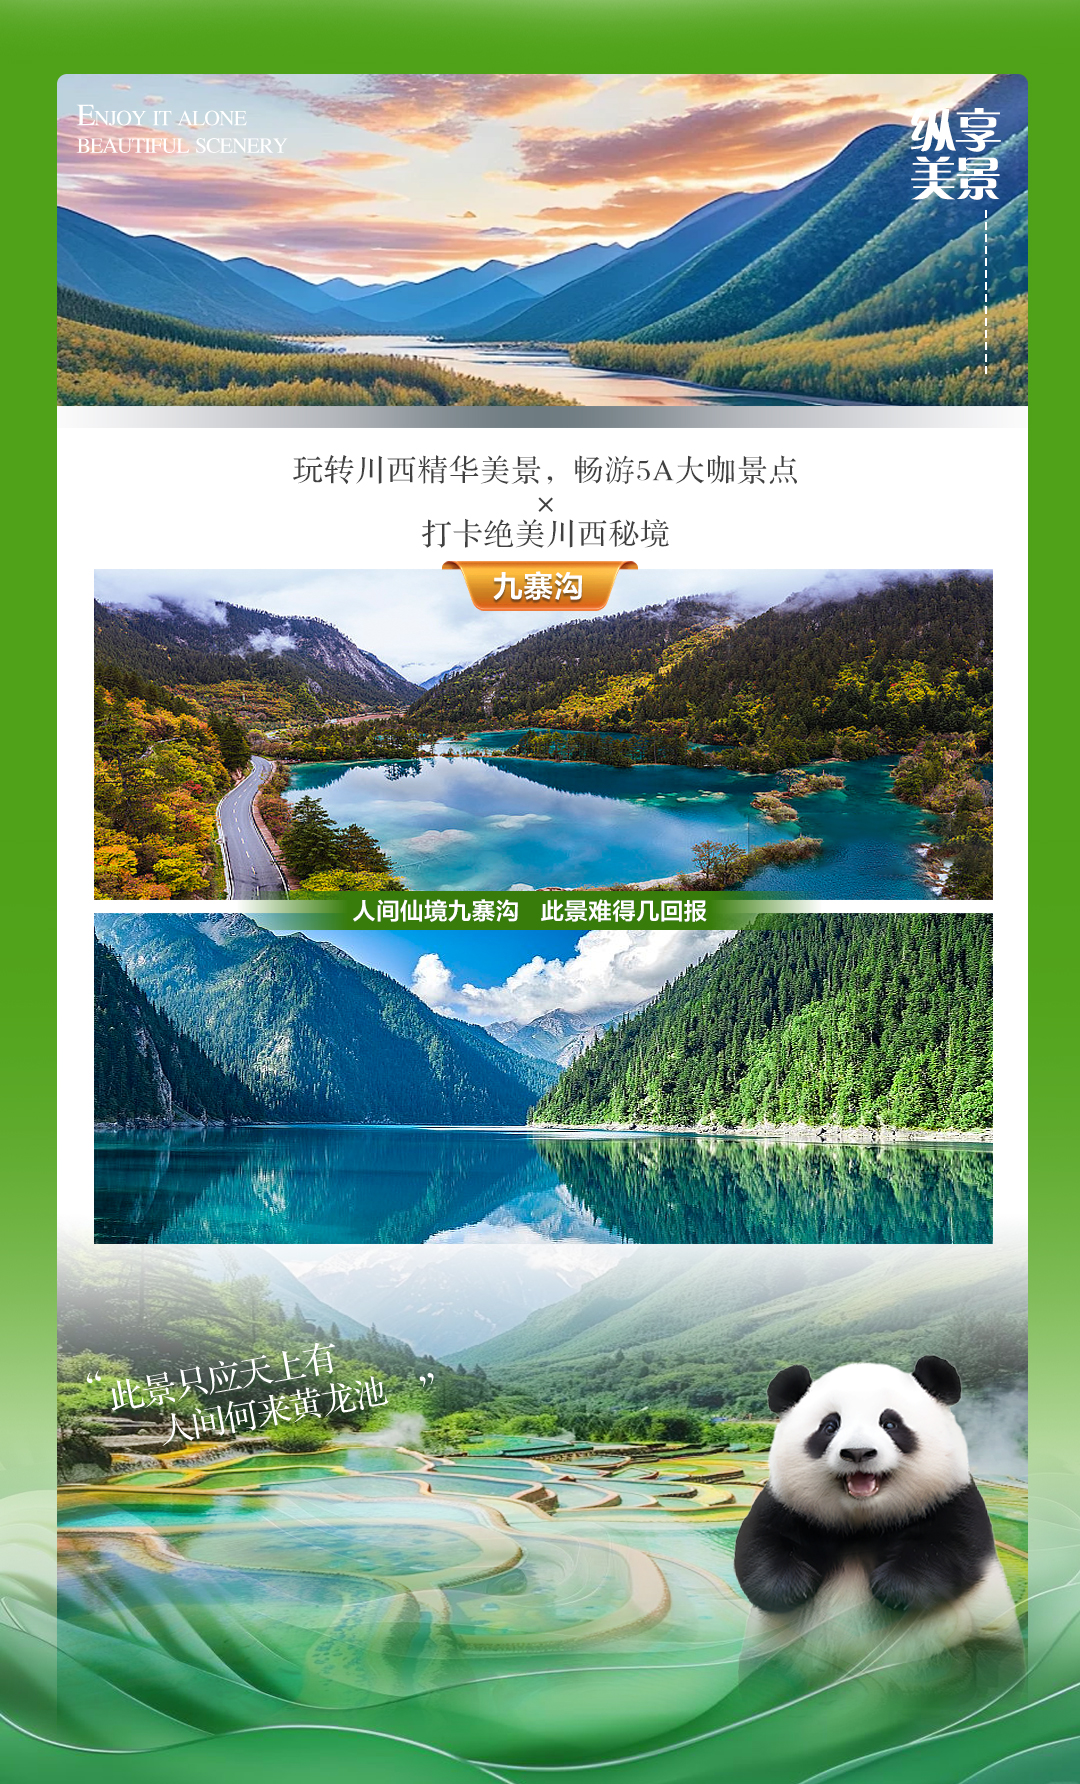 ENJOY IT ALONE
BEAUTIFUL SCENERY
纵享
美景
玩转川西精华美景，畅游5A大咖景点
×
打卡绝美川西秘境
九寨沟
人间仙境九寨沟 此景难得几回报
“此景只应天上有
人间何来黄龙池”